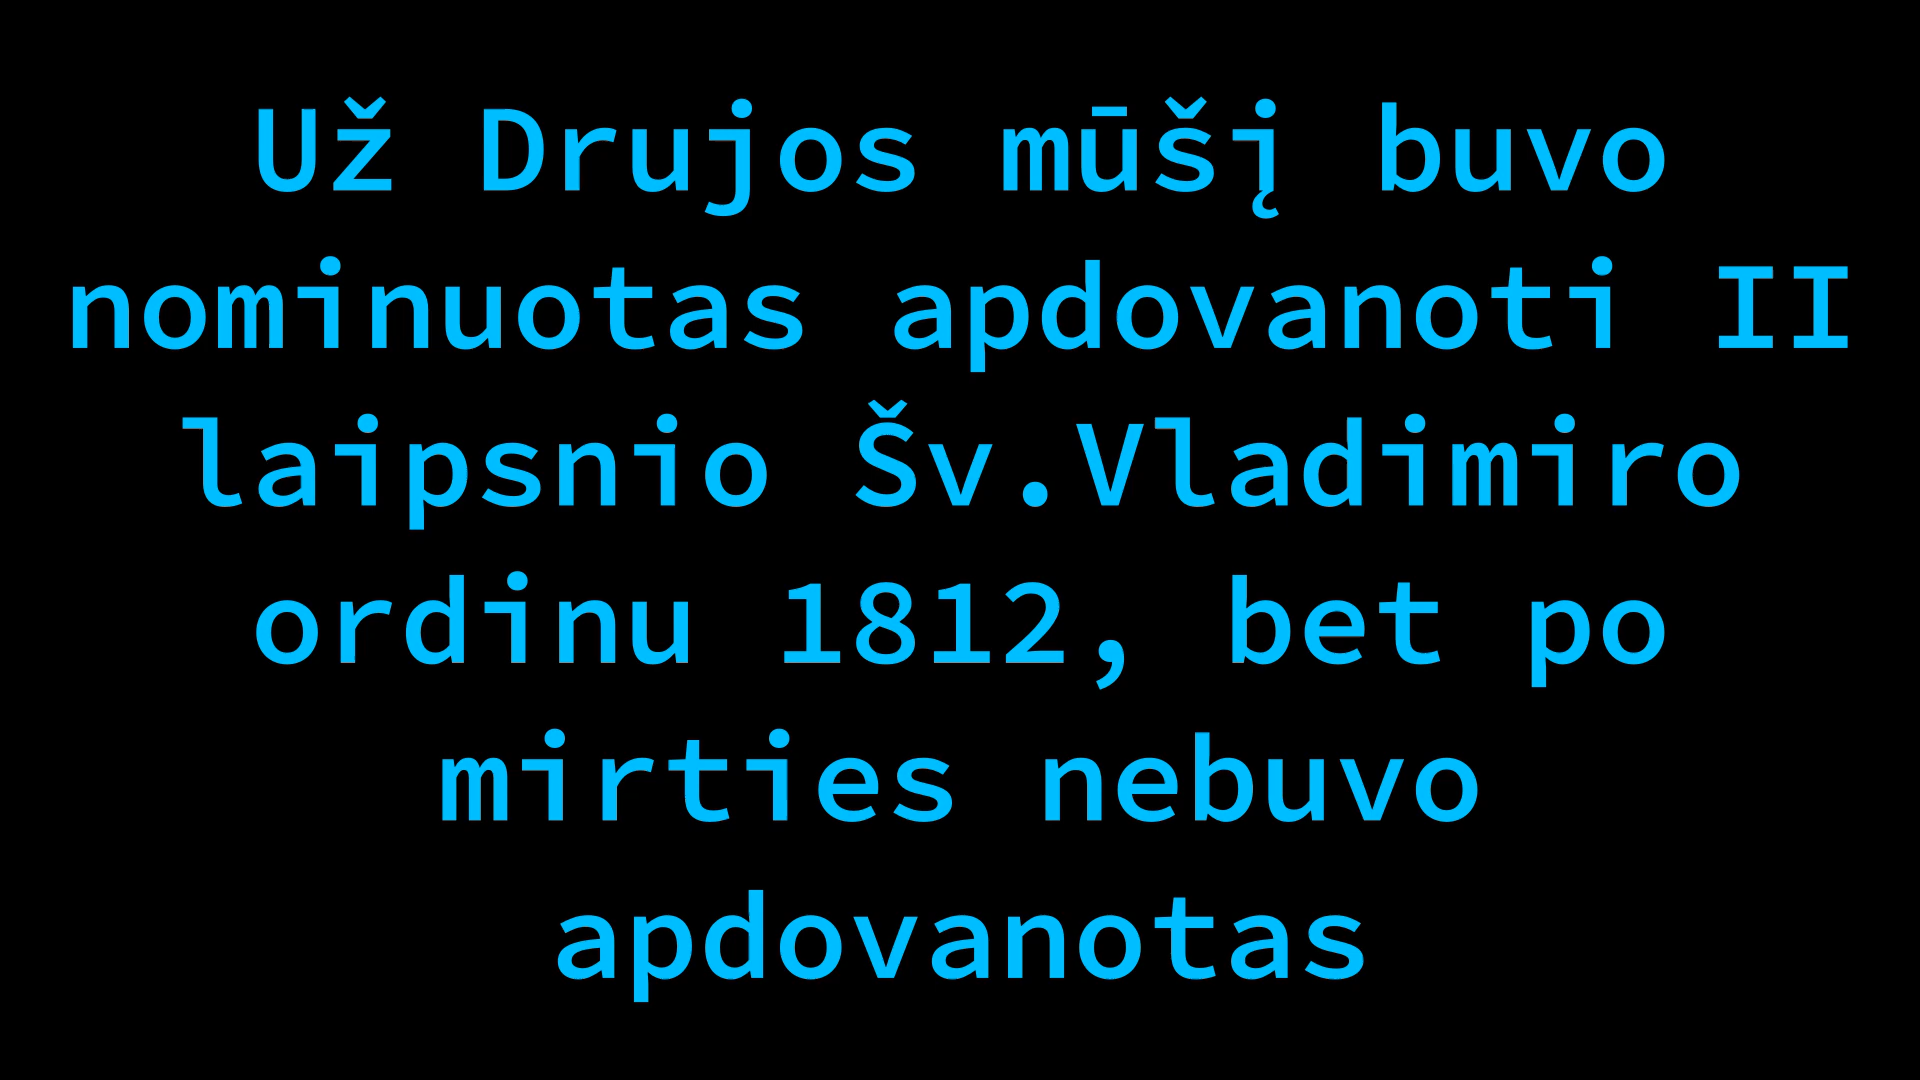 Už Drujos mūšį buvo
nominuotas apdovanoti II
laipsnio Šv.Vladimiro
ordinu 1812, bet po
mirties nebuvo
apdovanotas